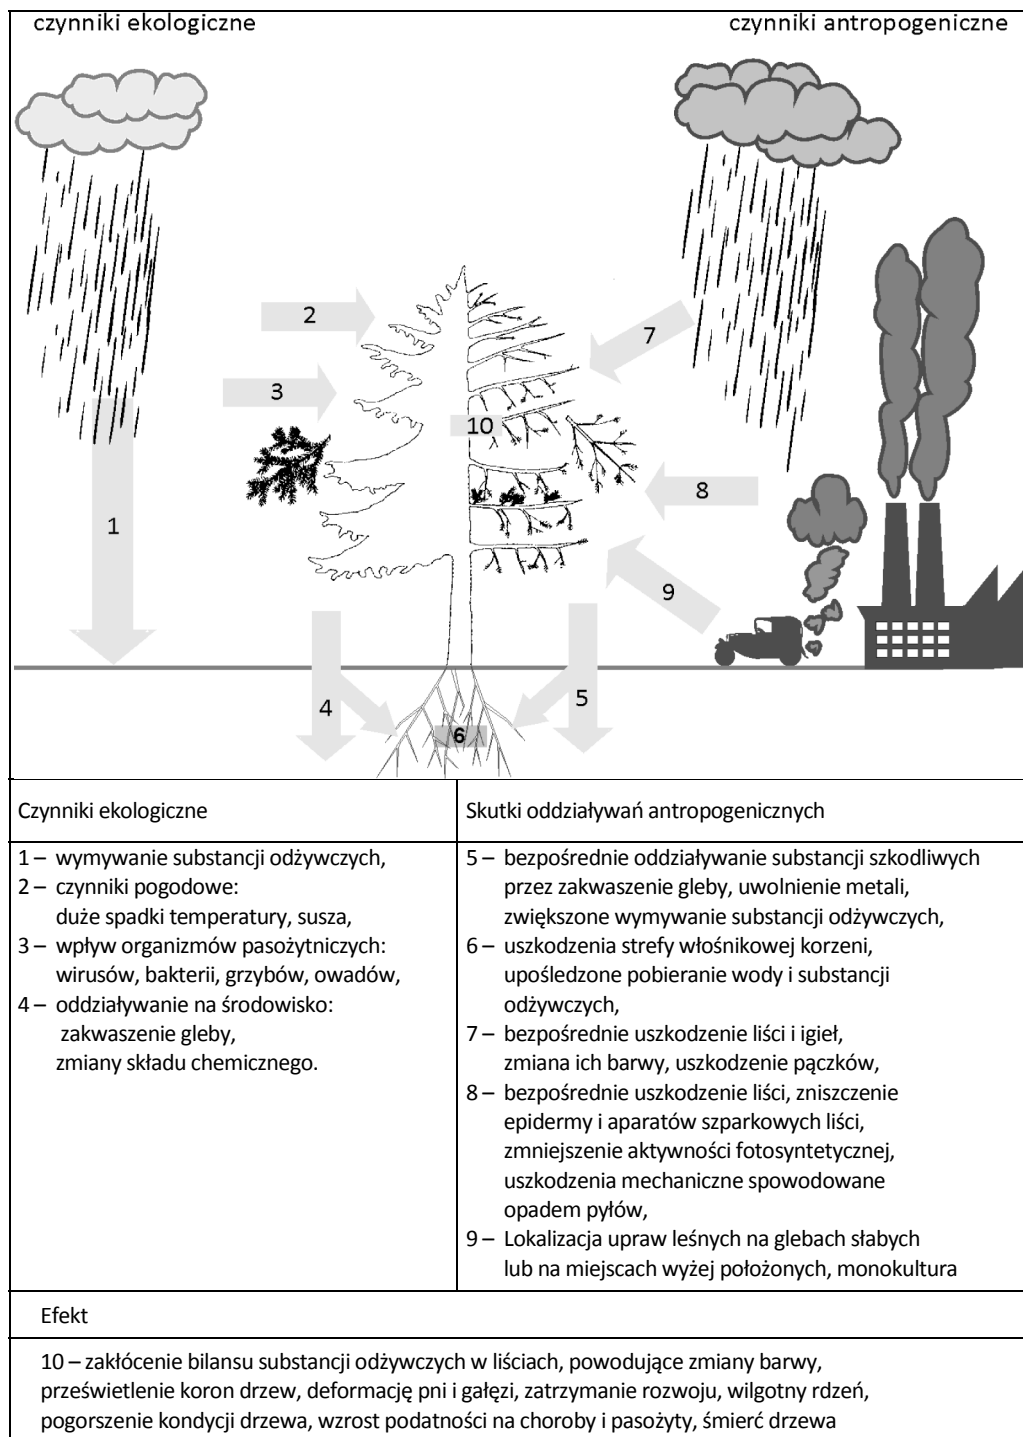 czynniki ekologiczne
czynniki antropogeniczne
2
7
3
10
8
1
9
4
5
6
Czynniki ekologiczne
1 – wymywanie substancji odżywczych,
2 – czynniki pogodowe:
duże spadki temperatury, susza,
3 – wpływ organizmów pasożytniczych:
wirusów, bakterii, grzybów, owadów,
4 – oddziaływanie na środowisko:
zakwaszenie gleby,
zmiany składu chemicznego.
Skutki oddziaływań antropogenicznych
5 – bezpośrednie oddziaływanie substancji szkodliwych
przez zakwaszenie gleby, uwolnienie metali,
zwiększone wymywanie substancji odżywczych,
6 – uszkodzenia strefy włośnikowej korzeni,
upośledzone pobieranie wody i substancji
odżywczych,
7 – bezpośrednie uszkodzenie liści i igieł,
zmiana ich barwy, uszkodzenie pączków,
8 – bezpośrednie uszkodzenie liści, zniszczenie
epidermy i aparatów szparkowych liści,
zmniejszenie aktywności fotosyntetycznej,
uszkodzenia mechaniczne spowodowane
opadem pyłów,
9 – Lokalizacja upraw leśnych na glebach słabych
lub na miejscach wyżej położonych, monokultura
Efekt
10 – zakłócenie bilansu substancji odżywczych w liściach, powodujące zmiany barwy,
prześwietlenie koron drzew, deformację pni i gałęzi, zatrzymanie rozwoju, wilgotny rdzeń,
pogorszenie kondycji drzewa, wzrost podatności na choroby i pasożyty, śmierć drzewa